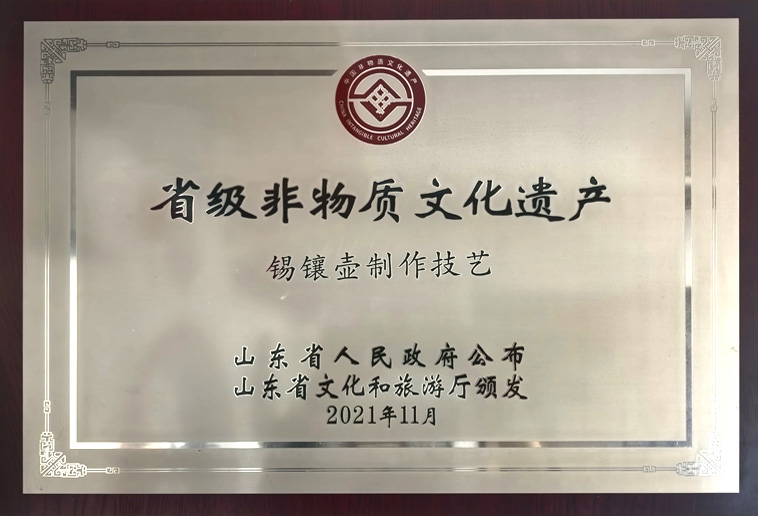 中国非物质文化遗产
CHINA INTANGIBLE CULTURAL HERITAGE
省级非物质文化遗产
锡镶壶制作技艺
山东省人民政府公布
山东省文化和旅游厅颁发
2021年11月